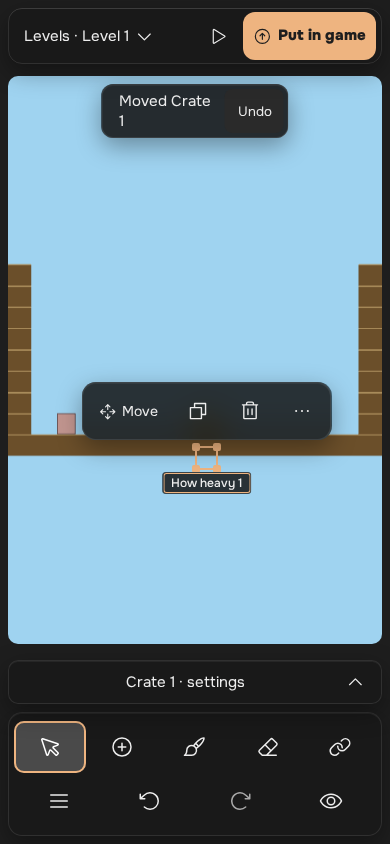 Levels · Level 1
Put in game
Moved Crate
1
Undo
Move
How heavy 1
Crate 1 · settings